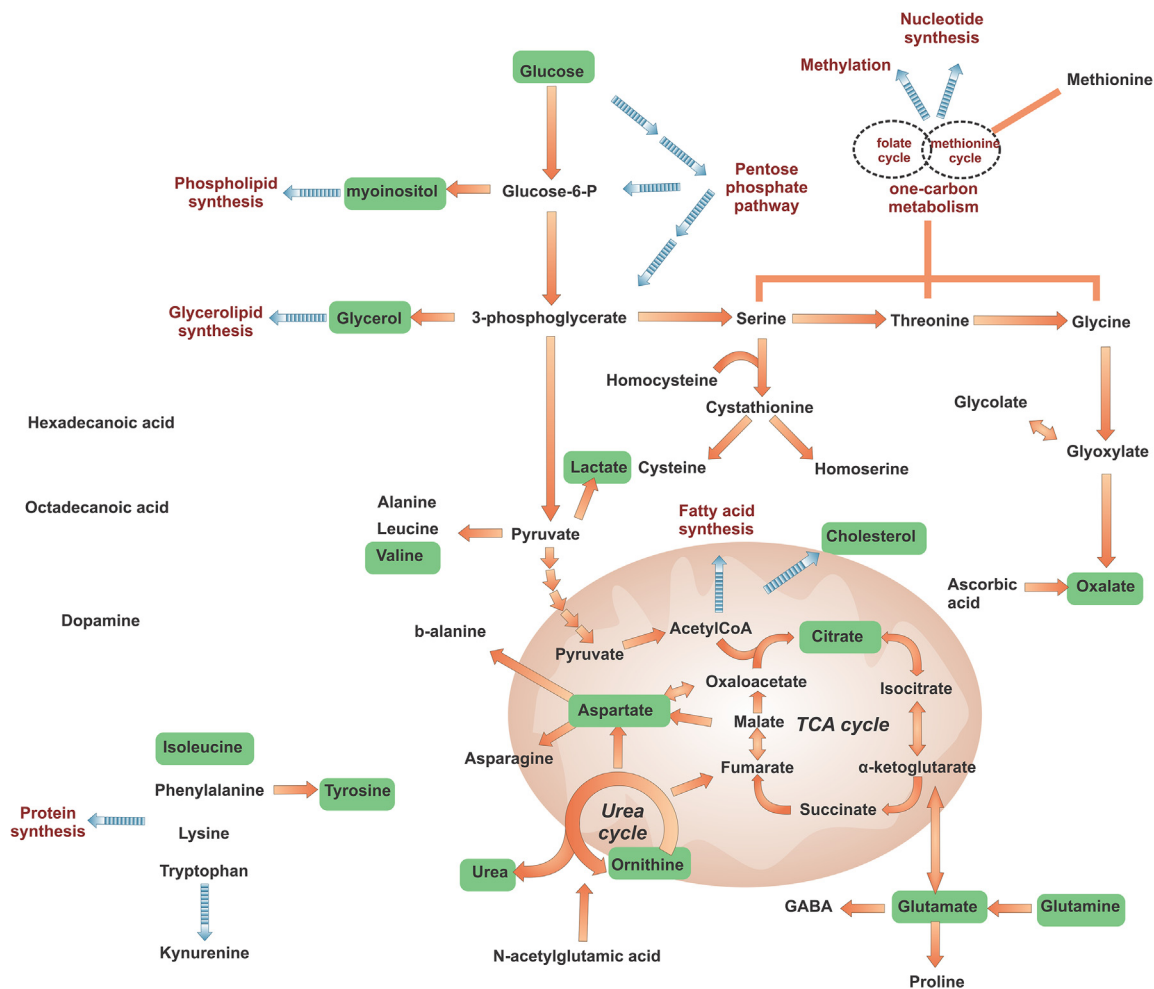 Nucleotide
synthesis
Glucose
Methylation
Methionine
folate
cycle
methionine
cycle
Pentose
phosphate
pathway
Phospholipid
synthesis
myoinositol
Glucose-6-P
one-carbon
metabolism
Glycerolipid
synthesis
Glycerol
3-phosphoglycerate
Serine
Threonine
Glycine
Homocysteine
Cystathionine
Glycolate
Hexadecanoic acid
Glyoxylate
Lactate
Cysteine
Homoserine
Octadecanoic acid
Alanine
Leucine
Valine
Pyruvate
Fatty acid
synthesis
Cholesterol
Ascorbic
acid
Oxalate
Dopamine
b-alanine
Pyruvate
AcetylCoA
Citrate
Oxaloacetate
Isocitrate
Aspartate
Malate
TCA cycle
Asparagine
Fumarate
α-ketoglutarate
Isoleucine
Phenylalanine
Tyrosine
Succinate
Protein
synthesis
Lysine
Urea
cycle
Tryptophan
Urea
Ornithine
GABA
Glutamate
Glutamine
Kynurenine
N-acetylglutamic acid
Proline